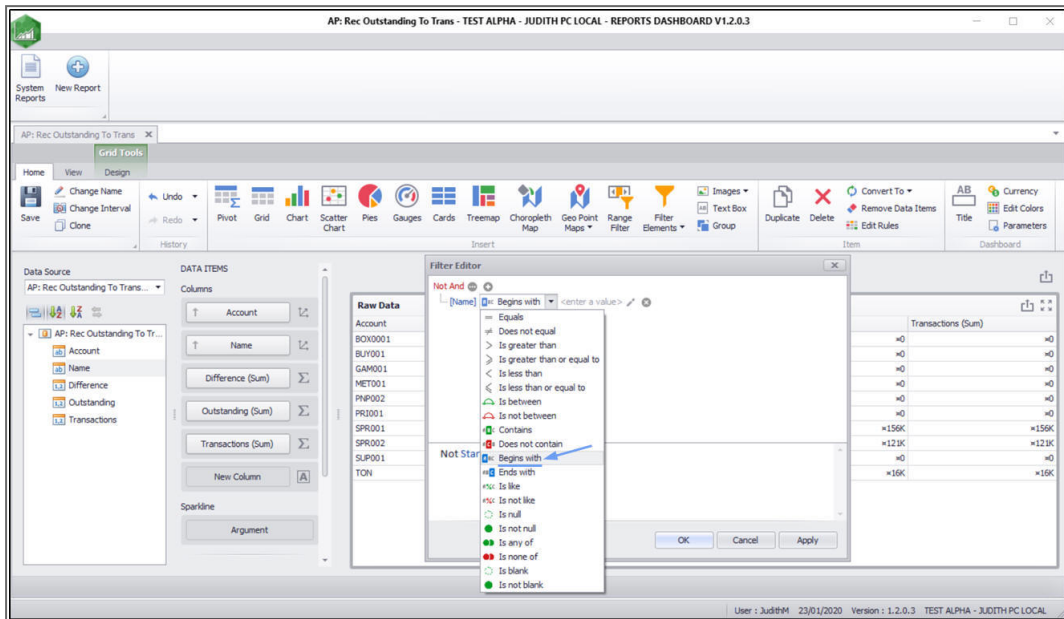 AP: Rec Outstanding To Trans - TEST ALPHA - JUDITH PC LOCAL - REPORTS DASHBOARD V1.2.0.3
System Reports
New Report
AP: Rec Outstanding To Trans
Grid Tools
Home View Design
Save
Change Name
Change Interval
Clone
Undo
Redo
History
Pivot
Grid
Chart
Scatter Chart
Pies
Gauges
Cards
Treemap
Choropleth Map
Geo Point Maps
Range Filter
Filter Elements
Images
Text Box
Group
Insert
Duplicate
Delete
Convert To
Remove Data Items
Edit Rules
Item
AB
Title
Currency
Edit Colors
Parameters
Dashboard
Data Source
AP: Rec Outstanding To Trans...
AP: Rec Outstanding To Tr...
Account
Name
Difference
Outstanding
Transactions
DATA ITEMS
Columns
Account
Name
Difference (Sum)
Outstanding (Sum)
Transactions (Sum)
New Column
Sparkline
Argument
Raw Data
Account Transactions (Sum)
BOX0001 ¤0 ¤0
BUY001 ¤0 ¤0
GAM001 ¤0 ¤0
MET001 ¤0 ¤0
PNP002 ¤0 ¤0
PRI001 ¤0 ¤0
SPR001 ¤156K ¤156K
SPR002 ¤121K ¤121K
SUP001 ¤0 ¤0
TON ¤16K ¤16K
Filter Editor
Not And
[Name] Begins with <enter a value>
Equals
Does not equal
Is greater than
Is greater than or equal to
Is less than
Is less than or equal to
Is between
Is not between
Contains
Does not contain
Begins with
Ends with
Is like
Is not like
Is null
Is not null
Is any of
Is none of
Is blank
Is not blank
Not Star
OK Cancel Apply
User : JudithM 23/01/2020 Version : 1.2.0.3 TEST ALPHA - JUDITH PC LOCAL